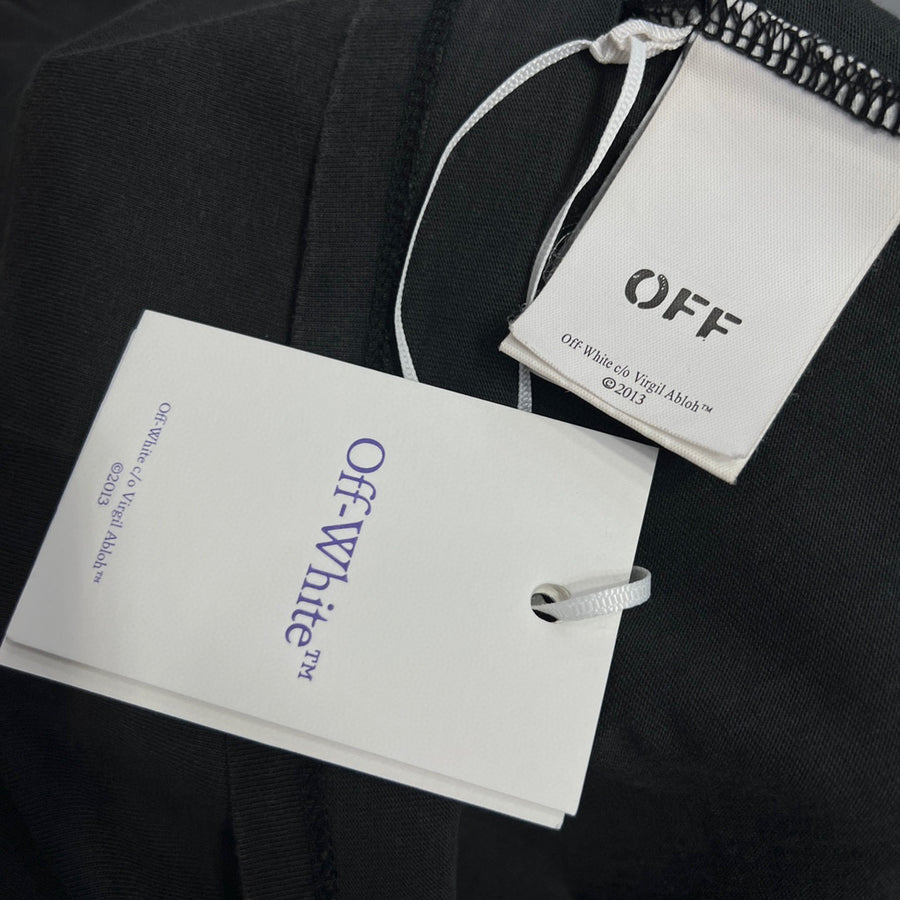 OFF
Off-White c/o Virgil Abloh™
©2013
Off-White™
Off-White c/o Virgil Abloh™
©2013